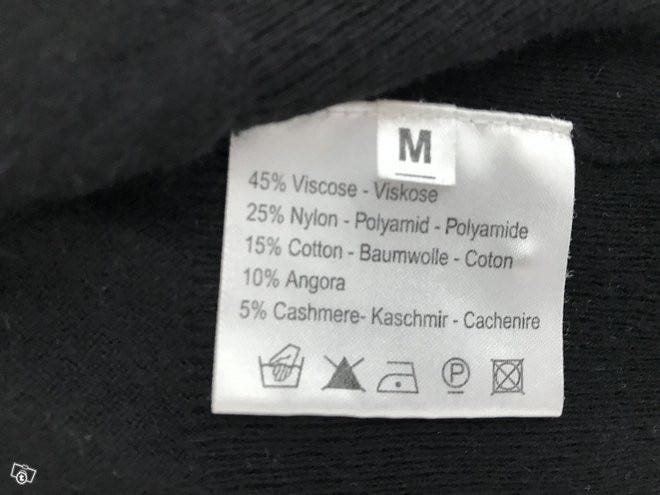 M
45% Viscose - Viskose
25% Nylon - Polyamid - Polyamide
15% Cotton - Baumwolle - Coton
10% Angora
5% Cashmere- Kaschmir - Cachenire
P